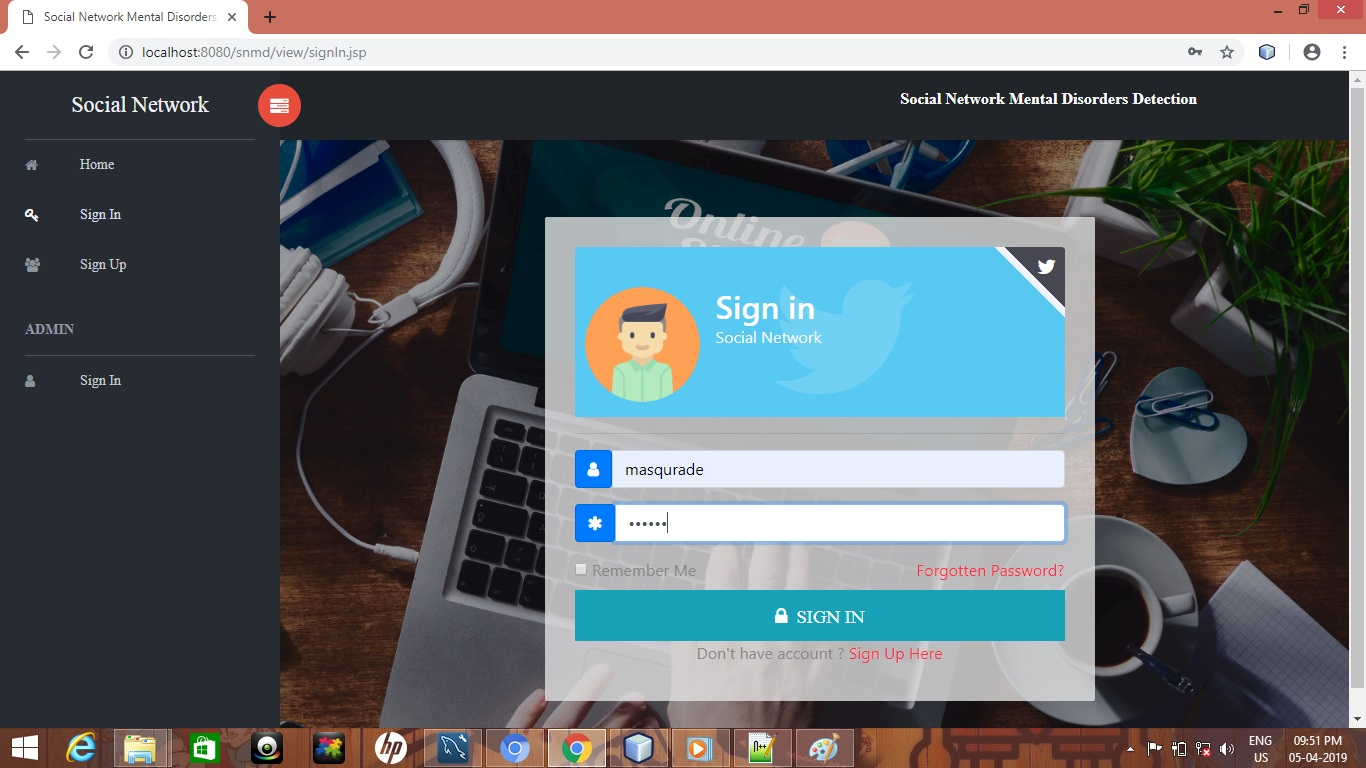 Social Network Mental Disorders
localhost:8080/snmd/view/signIn.jsp
Social Network
Social Network Mental Disorders Detection
Home
Sign In
Sign Up
ADMIN
Sign In
Online
Sign in
Social Network
masqurade
••••••
Remember Me
Forgotten Password?
SIGN IN
Don't have account ? Sign Up Here
hp
N++
ENG
US
09:51 PM
05-04-2019